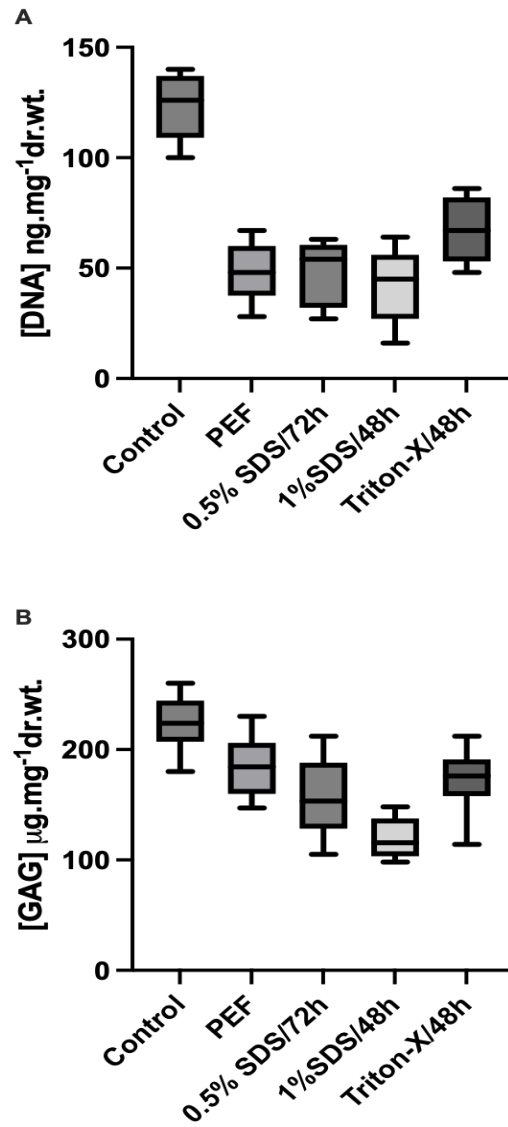 A
[DNA] ng.mg⁻¹dr.wt.
150
100
50
0
Control
PEF
0.5% SDS/72h
1%SDS/48h
Triton-X/48h
B
[GAG] μg.mg⁻¹dr.wt.
300
200
100
0
Control
PEF
0.5% SDS/72h
1%SDS/48h
Triton-X/48h